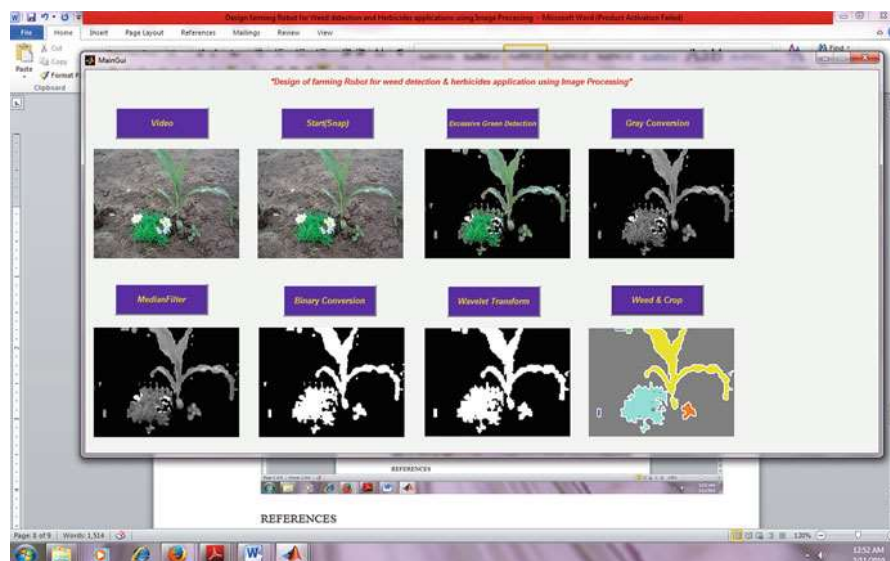 Design farming Robot for Weed detection and Herbicides applications using Image Processing - Microsoft Word (Product Activation Failed)
File Home Insert Page Layout References Mailings Review View
Cut
Copy
Paste
Format P
Clipboard
Find
MainGui
"Design of farming Robot for weed detection & herbicides application using Image Processing"
Video
Start(Snap)
Excessive Green Detection
Gray Conversion
MedianFilter
Binary Conversion
Wavelet Transform
Weed & Crop
REFERENCES
REFERENCES
Page: 8 of 9 Words: 1,514
120%
12:52 AM